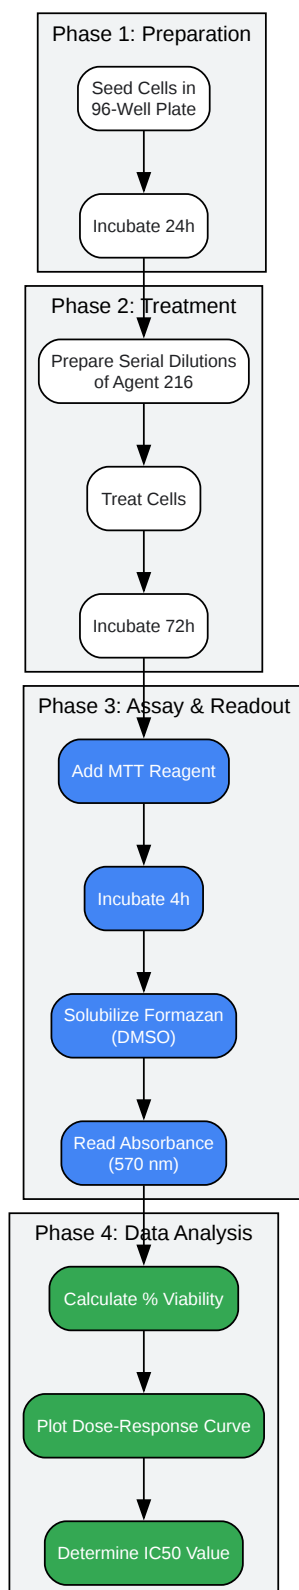 Phase 1: Preparation
Seed Cells in
96-Well Plate
Incubate 24h
Phase 2: Treatment
Prepare Serial Dilutions
of Agent 216
Treat Cells
Incubate 72h
Phase 3: Assay & Readout
Add MTT Reagent
Incubate 4h
Solubilize Formazan
(DMSO)
Read Absorbance
(570 nm)
Phase 4: Data Analysis
Calculate % Viability
Plot Dose-Response Curve
Determine IC50 Value